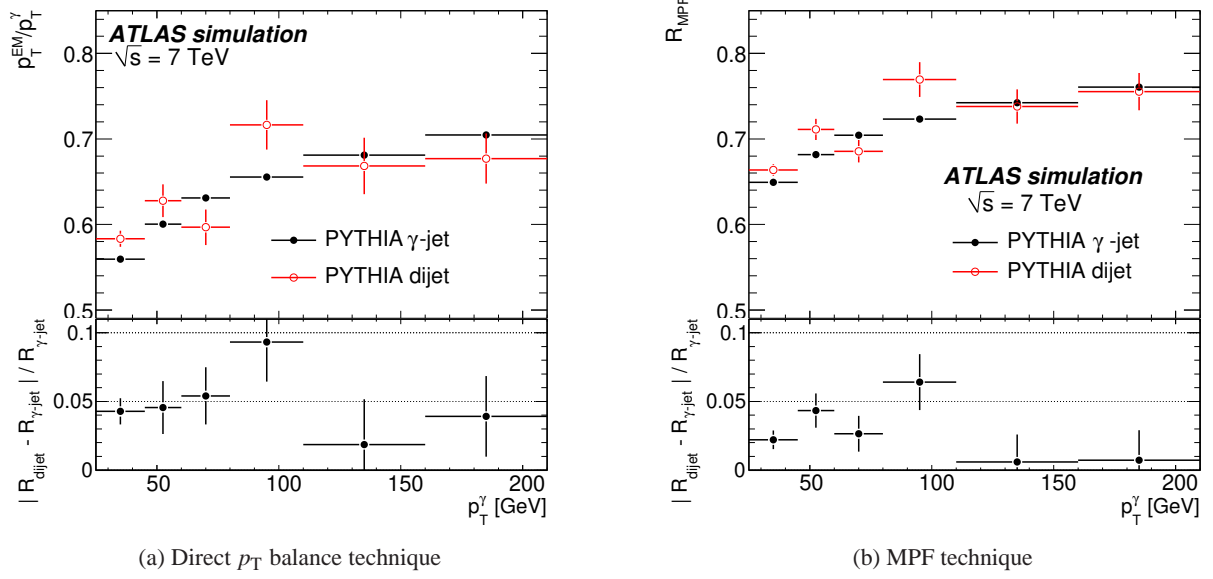 p_T^EM/p_T^γ
ATLAS simulation
√s = 7 TeV
0.8
0.7
0.6
0.5
PYTHIA γ-jet
PYTHIA dijet
| R_dijet - R_γ-jet | / R_γ-jet
0.1
0.05
0
50 100 150 200
p_T^γ [GeV]
(a) Direct p_T balance technique
R_MPF
0.8
0.7
0.6
0.5
ATLAS simulation
√s = 7 TeV
PYTHIA γ -jet
PYTHIA dijet
| R_dijet - R_γ-jet | / R_γ-jet
0.1
0.05
0
50 100 150 200
p_T^γ [GeV]
(b) MPF technique